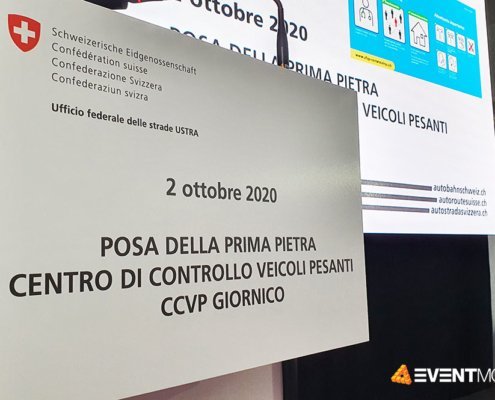 Schweizerische Eidgenossenschaft
Confédération suisse
Confederazione Svizzera
Confederaziun svizra
Ufficio federale delle strade USTRA
2 ottobre 2020
POSA DELLA PRIMA PIETRA
CENTRO DI CONTROLLO VEICOLI PESANTI
CCVP GIORNICO
ottobre 2020
POSA DELLA PRIMA PIETRA
VEICOLI PESANTI
autobahnschweiz.ch
autoroutesuisse.ch
autostradasvizzera.ch
EVENTMO